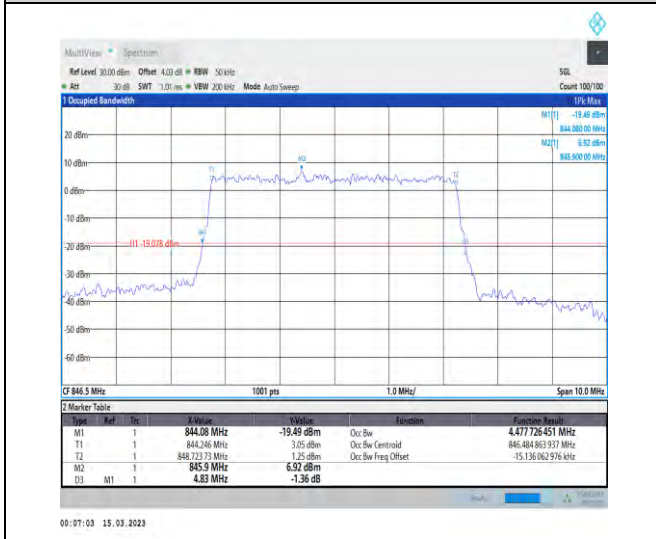 MultiView Spectrum
Ref Level 30.00 dBm Offset 4.03 dB RBW 50 kHz SGL
Att 30 dB SWT 1.01 ms VBW 200 kHz Mode Auto Sweep Count 100/100
1 Occupied Bandwidth 1Pk Max
M1[1] -19.49 dBm
844.080 00 MHz
20 dBm M2[1] 6.92 dBm
845.900 00 MHz
10 dBm T1 M2 T2
0 dBm
-10 dBm
M1
-20 dBm H1 -19.078 dBm D3
-30 dBm
-40 dBm
-50 dBm
-60 dBm
CF 846.5 MHz 1001 pts 1.0 MHz/ Span 10.0 MHz
2 Marker Table
Type Ref Trc X-Value Y-Value Function Function Result
M1 1 844.08 MHz -19.49 dBm Occ Bw 4.477 726 451 MHz
T1 1 844.246 MHz 3.05 dBm Occ Bw Centroid 846.484 863 937 MHz
T2 1 848.723 73 MHz 1.25 dBm Occ Bw Freq Offset -15.136 062 976 kHz
M2 1 845.9 MHz 6.92 dBm
D3 M1 1 4.83 MHz -1.36 dB
00:07:03 15.03.2023